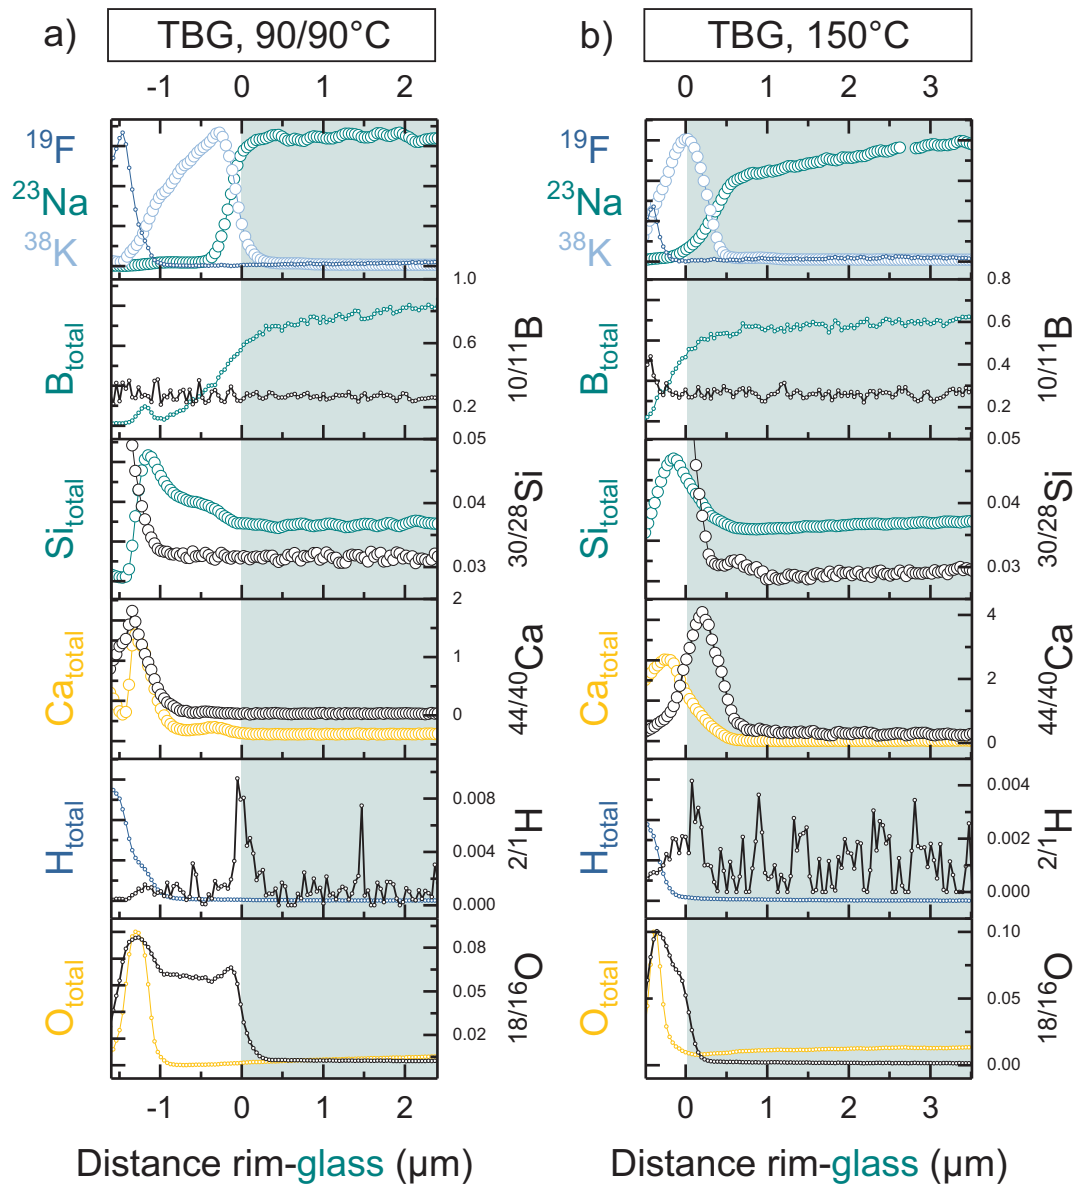 a) TBG, 90/90°C
b) TBG, 150°C
-1 0 1 2
0 1 2 3
19F
23Na
38K
19F
23Na
38K
Btotal
1.0
0.6
0.2
10/11B
Btotal
0.8
0.6
0.4
0.2
10/11B
Sitotal
0.05
0.04
0.03
30/28Si
Sitotal
0.05
0.04
0.03
30/28Si
Catotal
2
1
0
44/40Ca
Catotal
4
2
0
44/40Ca
Htotal
0.008
0.004
0.000
2/1H
Htotal
0.004
0.002
0.000
2/1H
Ototal
0.08
0.05
0.02
18/16O
Ototal
0.10
0.05
0.00
18/16O
-1 0 1 2
0 1 2 3
Distance rim-glass (µm)
Distance rim-glass (µm)